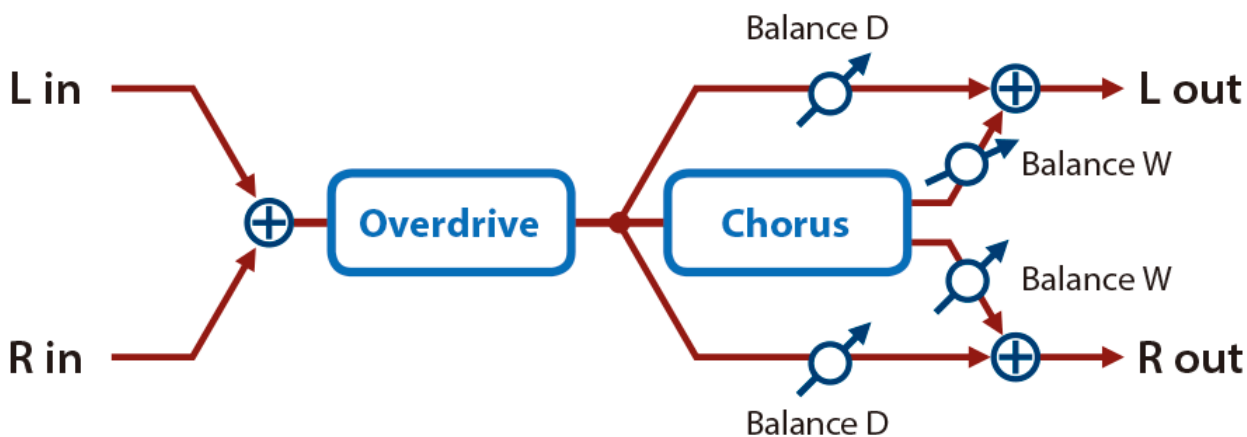 Balance D
L in
L out
Balance W
Overdrive
Chorus
Balance W
R in
R out
Balance D